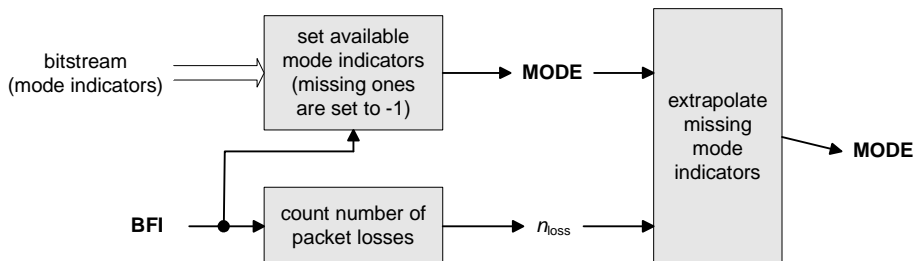 bitstream
(mode indicators)
set available
mode indicators
(missing ones
are set to -1)
MODE
extrapolate
missing
mode
indicators
MODE
BFI
count number of
packet losses
nloss